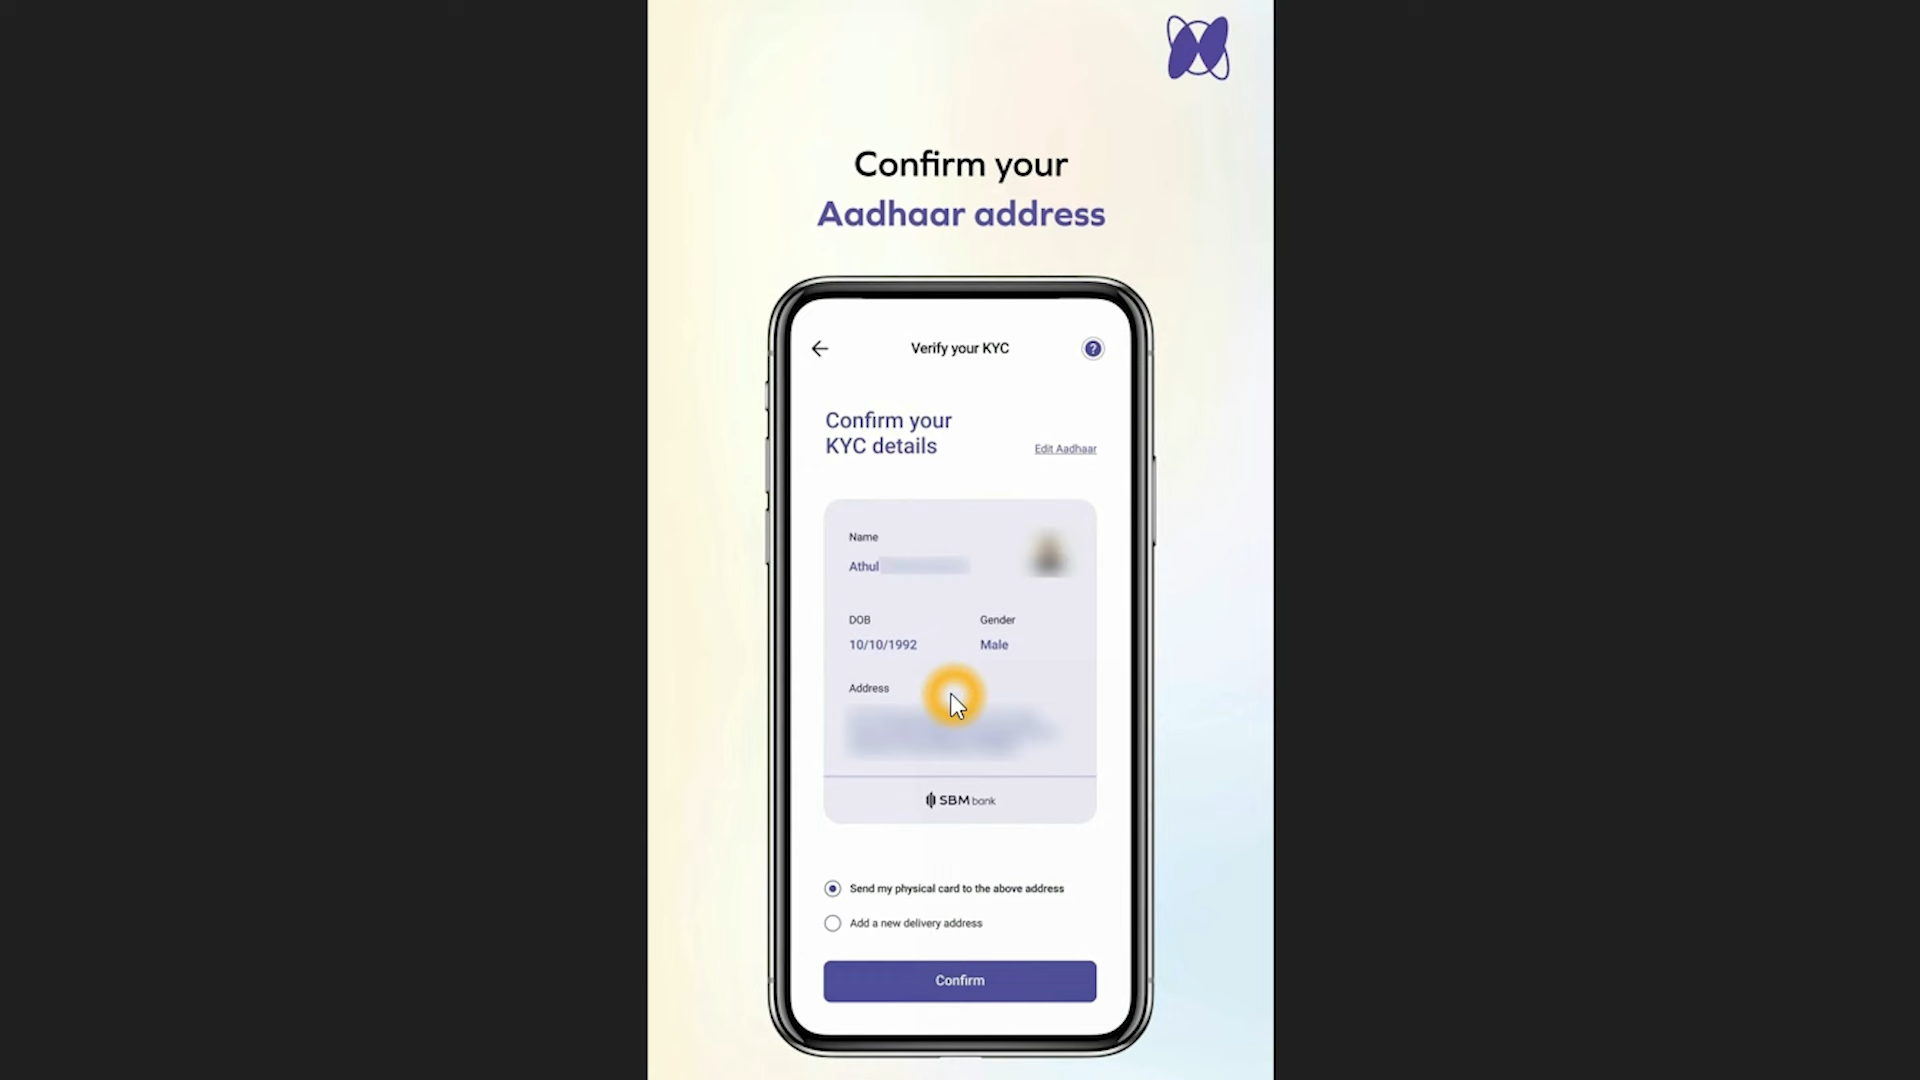 Confirm your
Aadhaar address
Verify your KYC
?
Confirm your
KYC details
Edit Aadhaar
Name
Athul
DOB
Gender
10/10/1992
Male
Address
SBM bank
Send my physical card to the above address
Add a new delivery address
Confirm